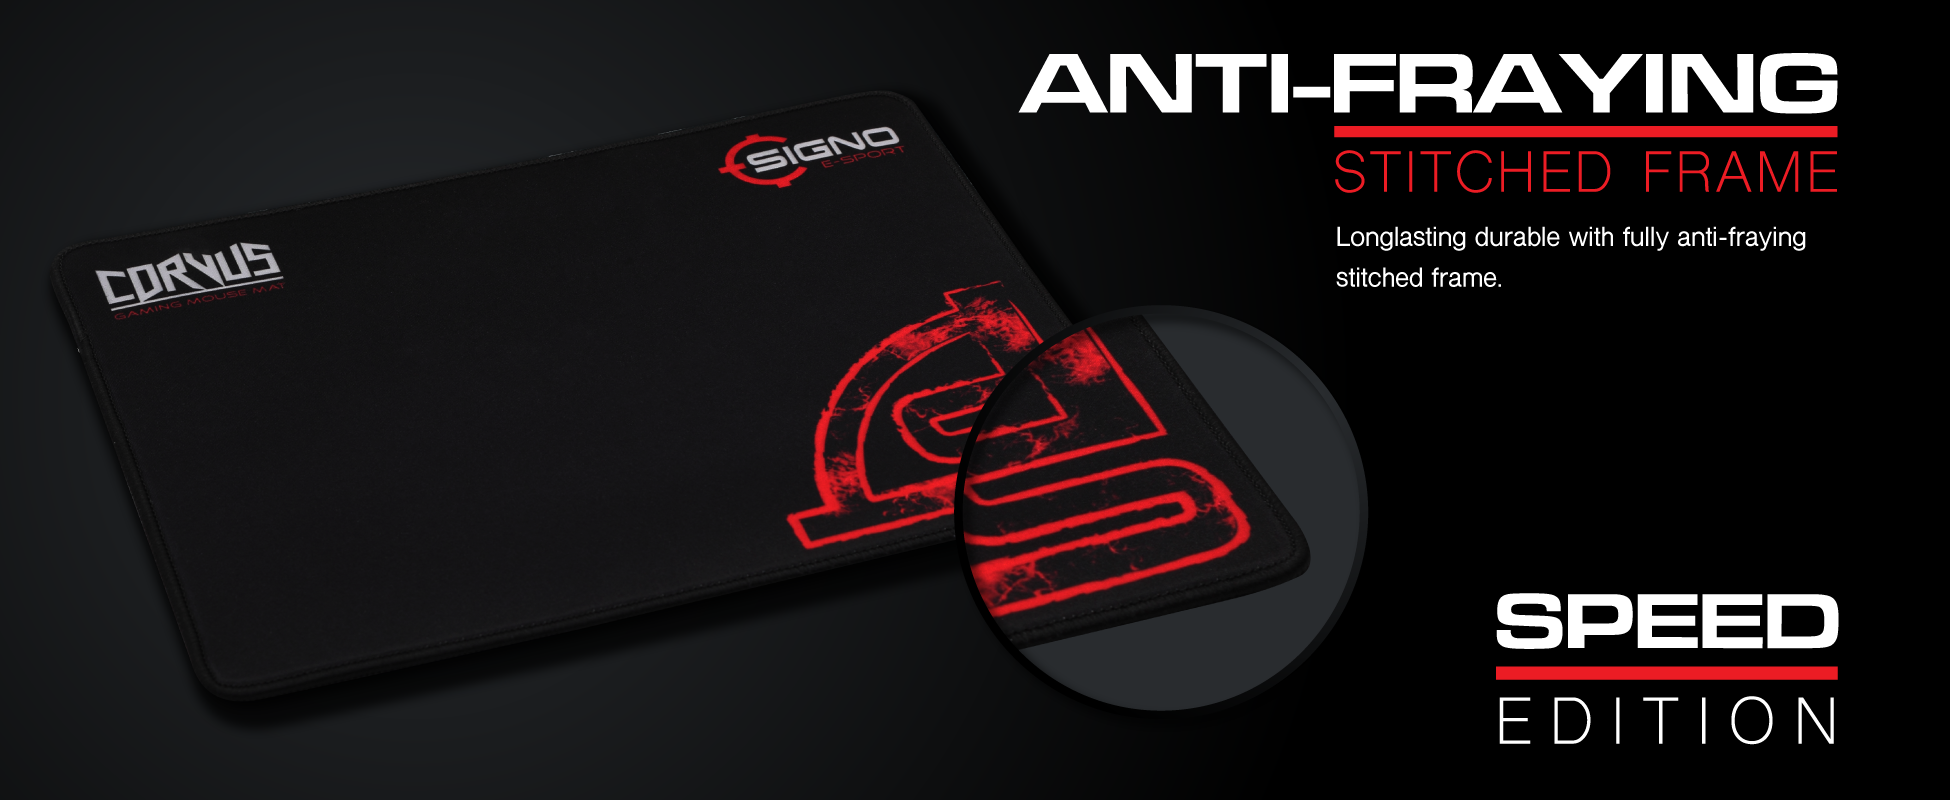 ANTI-FRAYING
STITCHED FRAME
Longlasting durable with fully anti-fraying
stitched frame.
SIGNO
E-SPORT
CORVUS
GAMING MOUSE MAT
SPEED
EDITION